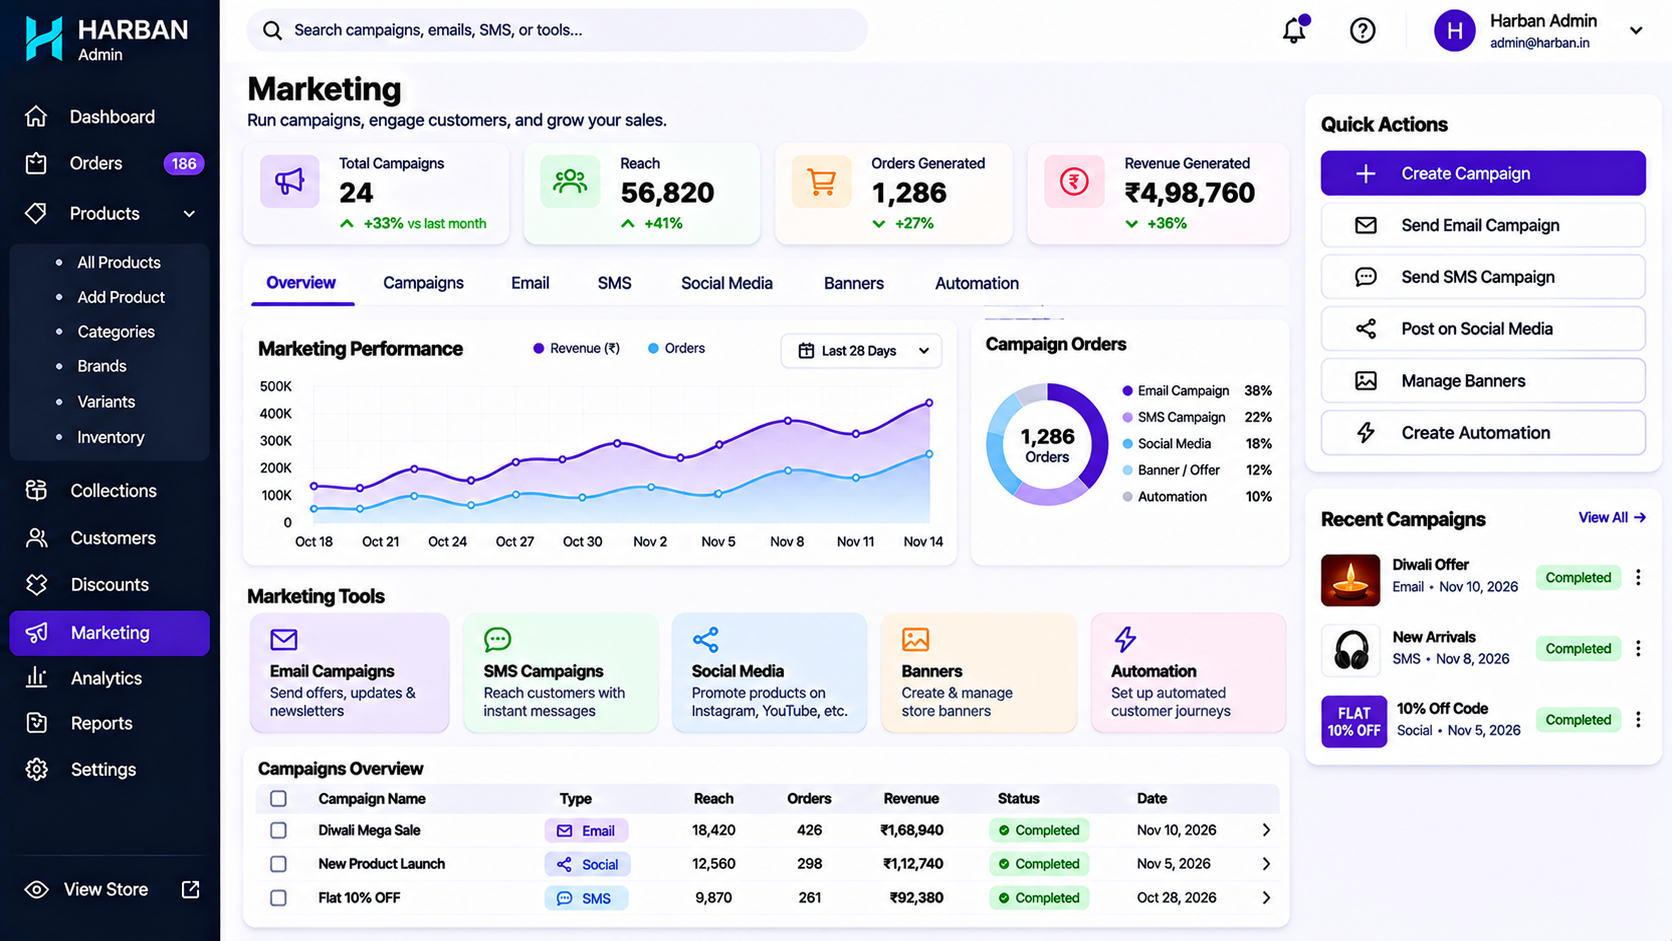 HARBAN
Admin
Dashboard
Orders 186
Products
All Products
Add Product
Categories
Brands
Variants
Inventory
Collections
Customers
Discounts
Marketing
Analytics
Reports
Settings
View Store
Search campaigns, emails, SMS, or tools...
H
Harban Admin
admin@harban.in
Marketing
Run campaigns, engage customers, and grow your sales.
Total Campaigns
24
+33% vs last month
Reach
56,820
+41%
Orders Generated
1,286
+27%
Revenue Generated
₹4,98,760
+36%
Overview Campaigns Email SMS Social Media Banners Automation
Marketing Performance
Revenue (₹) Orders
Last 28 Days
500K
400K
300K
200K
100K
0
Oct 18 Oct 21 Oct 24 Oct 27 Oct 30 Nov 2 Nov 5 Nov 8 Nov 11 Nov 14
Campaign Orders
1,286
Orders
Email Campaign 38%
SMS Campaign 22%
Social Media 18%
Banner / Offer 12%
Automation 10%
Marketing Tools
Email Campaigns
Send offers, updates &
newsletters
SMS Campaigns
Reach customers with
instant messages
Social Media
Promote products on
Instagram, YouTube, etc.
Banners
Create & manage
store banners
Automation
Set up automated
customer journeys
Campaigns Overview
Campaign Name Type Reach Orders Revenue Status Date
Diwali Mega Sale Email 18,420 426 ₹1,68,940 Completed Nov 10, 2026
New Product Launch Social 12,560 298 ₹1,12,740 Completed Nov 5, 2026
Flat 10% OFF SMS 9,870 261 ₹92,380 Completed Oct 28, 2026
Quick Actions
Create Campaign
Send Email Campaign
Send SMS Campaign
Post on Social Media
Manage Banners
Create Automation
Recent Campaigns View All
Diwali Offer
Email • Nov 10, 2026
Completed
New Arrivals
SMS • Nov 8, 2026
Completed
FLAT
10% OFF
10% Off Code
Social • Nov 5, 2026
Completed